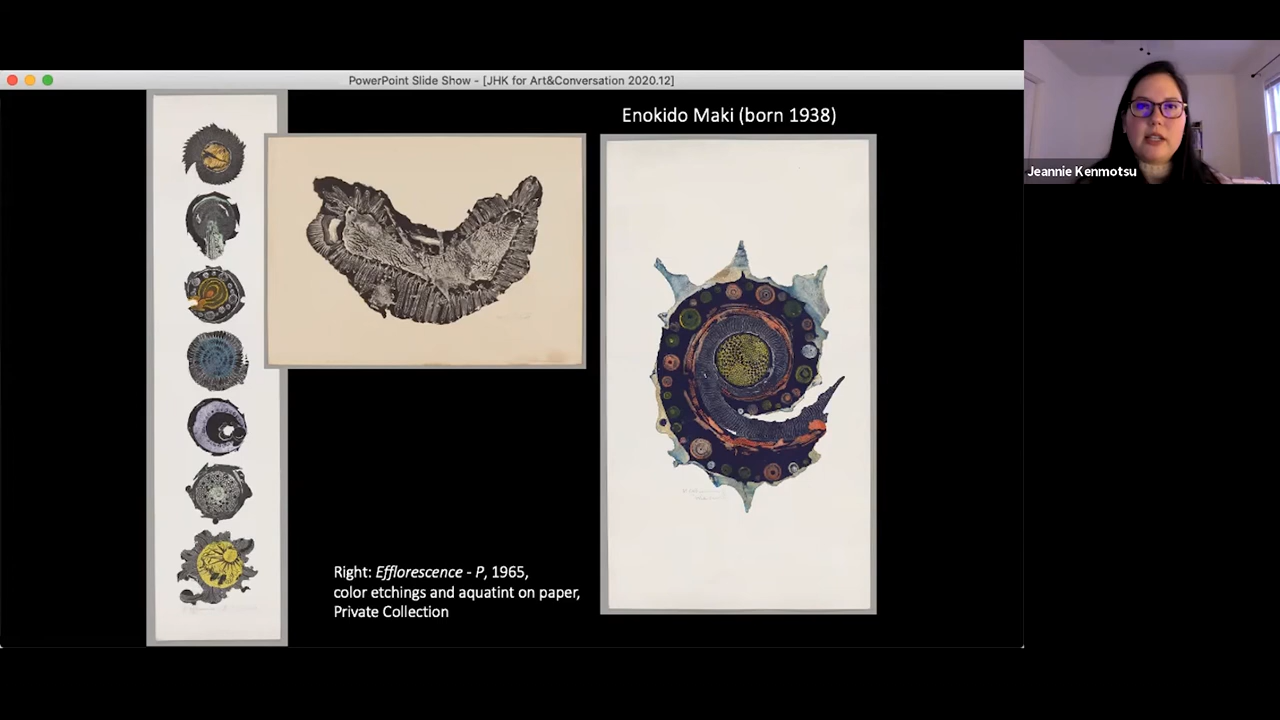 PowerPoint Slide Show - [JHK for Art&Conversation 2020.12]
Enokido Maki (born 1938)
Jeannie Kenmotsu
Right: Efflorescence - P, 1965,
color etchings and aquatint on paper,
Private Collection